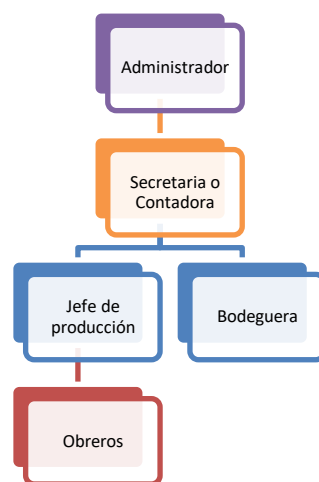 Administrador
Secretaria o
Contadora
Jefe de
producción
Bodeguera
Obreros